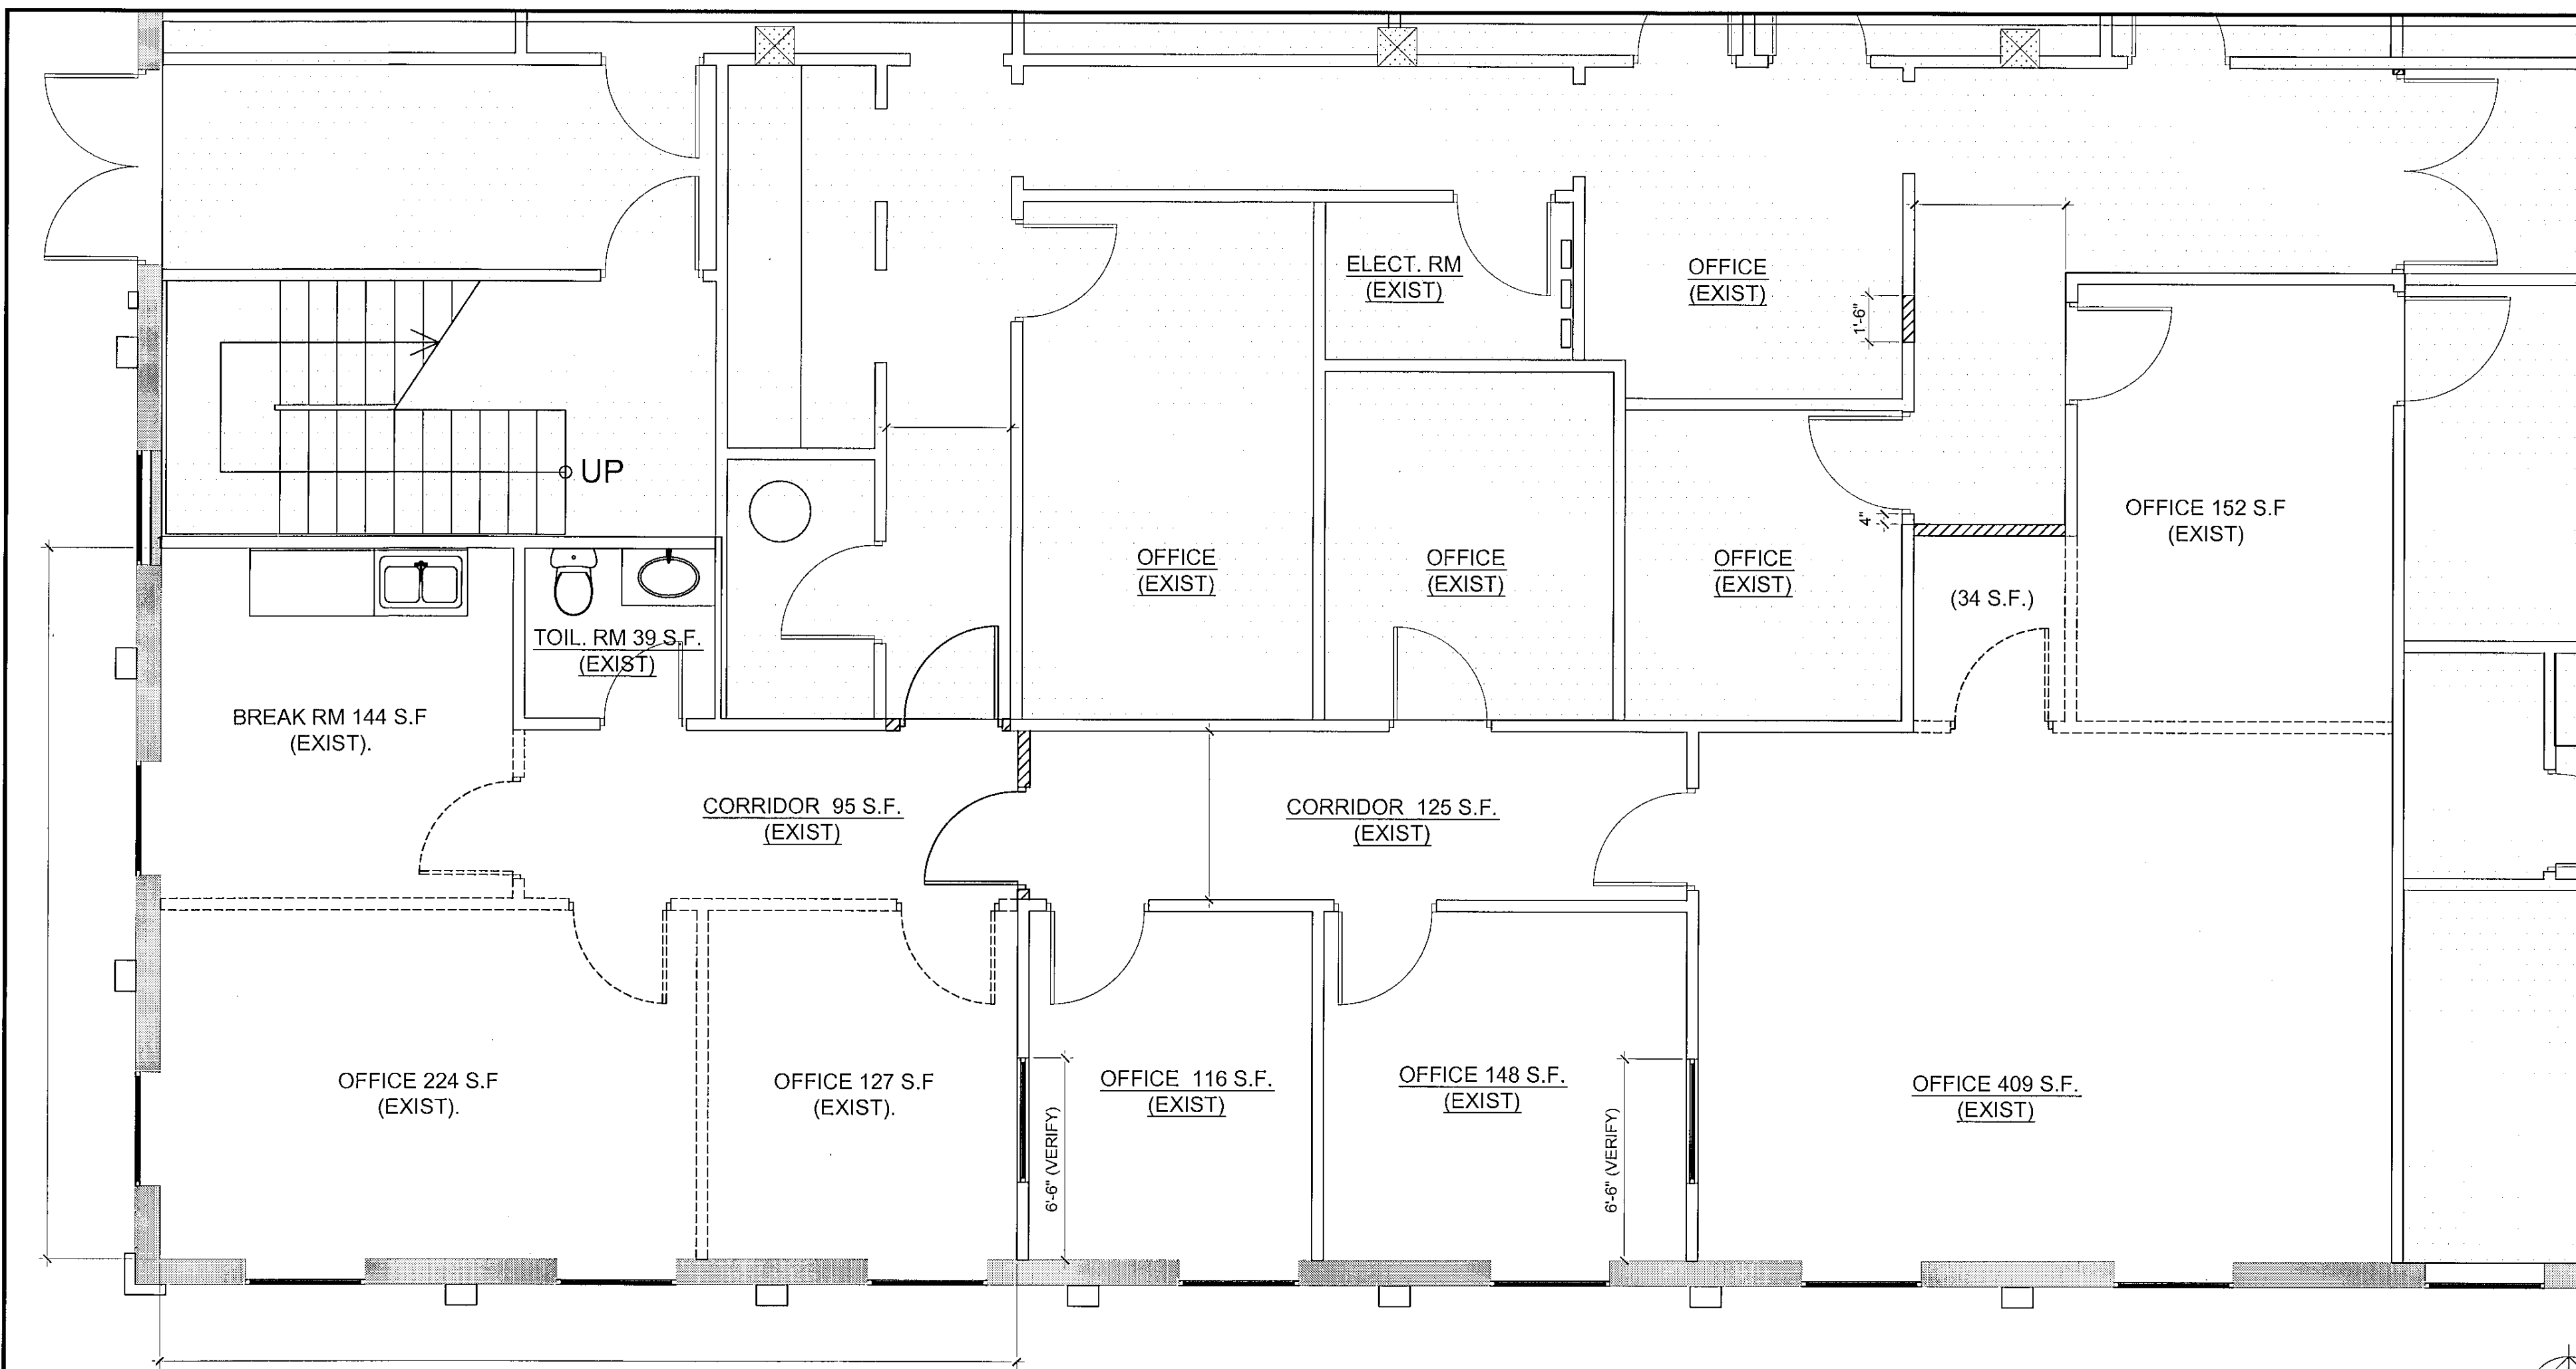 ELECT. RM
(EXIST)
OFFICE
(EXIST)
1'-6"
UP
OFFICE 152 S.F
(EXIST)
4"
OFFICE
(EXIST)
OFFICE
(EXIST)
OFFICE
(EXIST)
(34 S.F.)
TOIL. RM 39 S.F.
(EXIST)
BREAK RM 144 S.F
(EXIST).
CORRIDOR  95 S.F.
(EXIST)
CORRIDOR  125 S.F.
(EXIST)
OFFICE 224 S.F
(EXIST).
OFFICE 127 S.F
(EXIST).
6'-6" (VERIFY)
OFFICE  116 S.F.
(EXIST)
OFFICE 148 S.F.
(EXIST)
6'-6" (VERIFY)
OFFICE 409 S.F.
(EXIST)